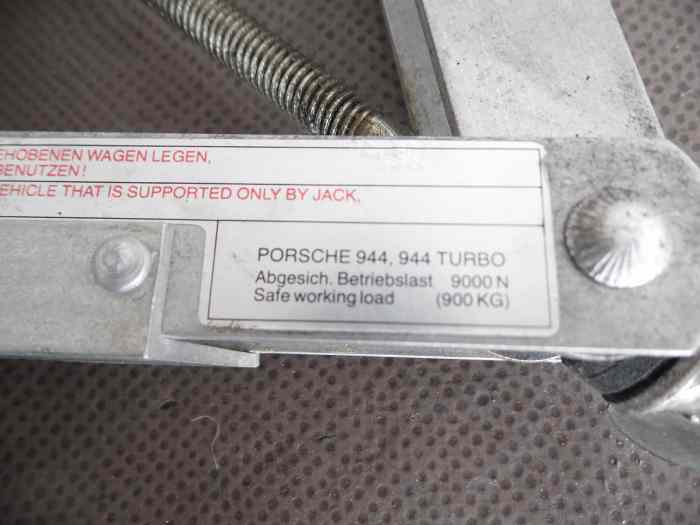 EHOBENEN WAGEN LEGEN,
BENUTZEN!
EHICLE THAT IS SUPPORTED ONLY BY JACK.
PORSCHE 944, 944 TURBO
Abgesich. Betriebslast 9000 N
Safe working load (900 KG)